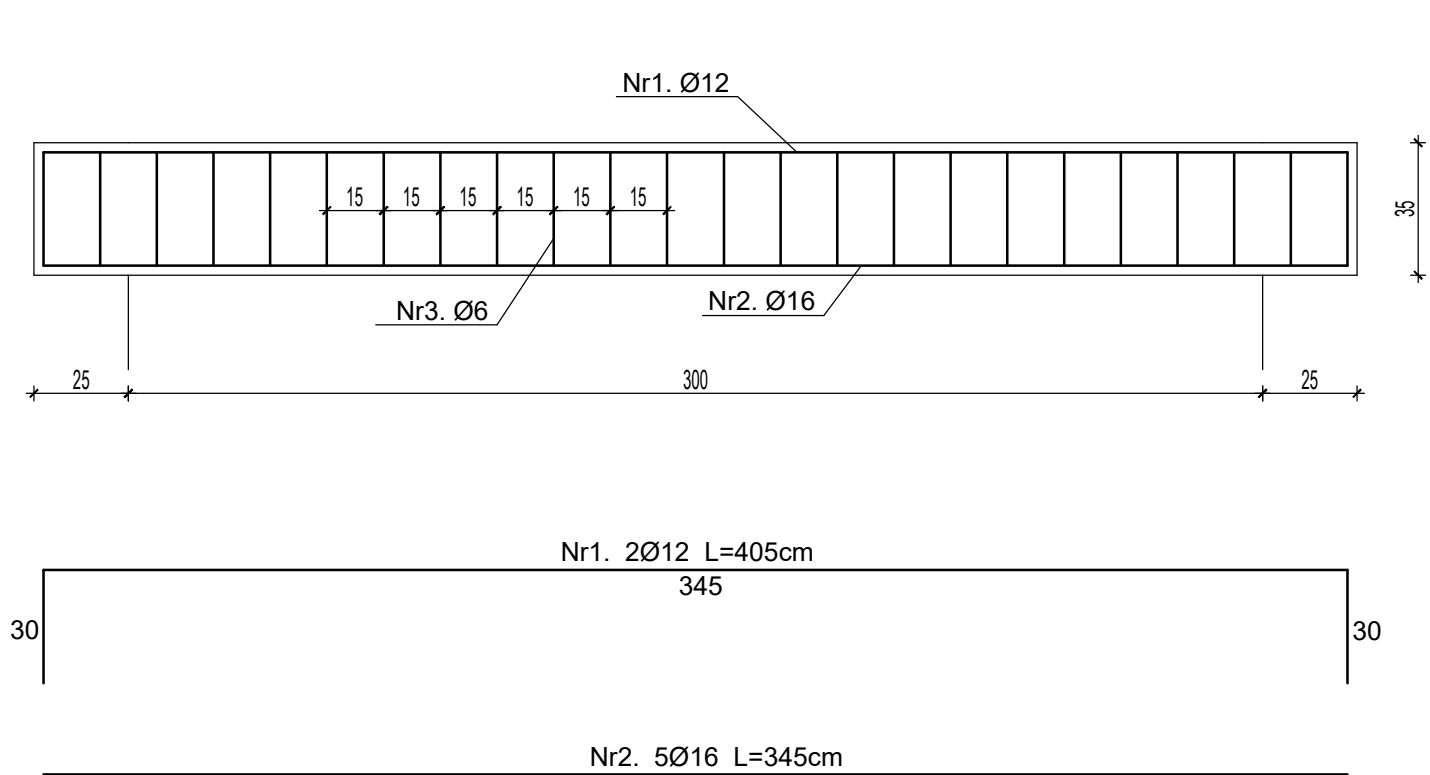 Nr1. Ø12
15 15 15 15 15 15
35
Nr3. Ø6
Nr2. Ø16
25 300 25
Nr1. 2Ø12 L=405cm
345
30 30
Nr2. 5Ø16 L=345cm